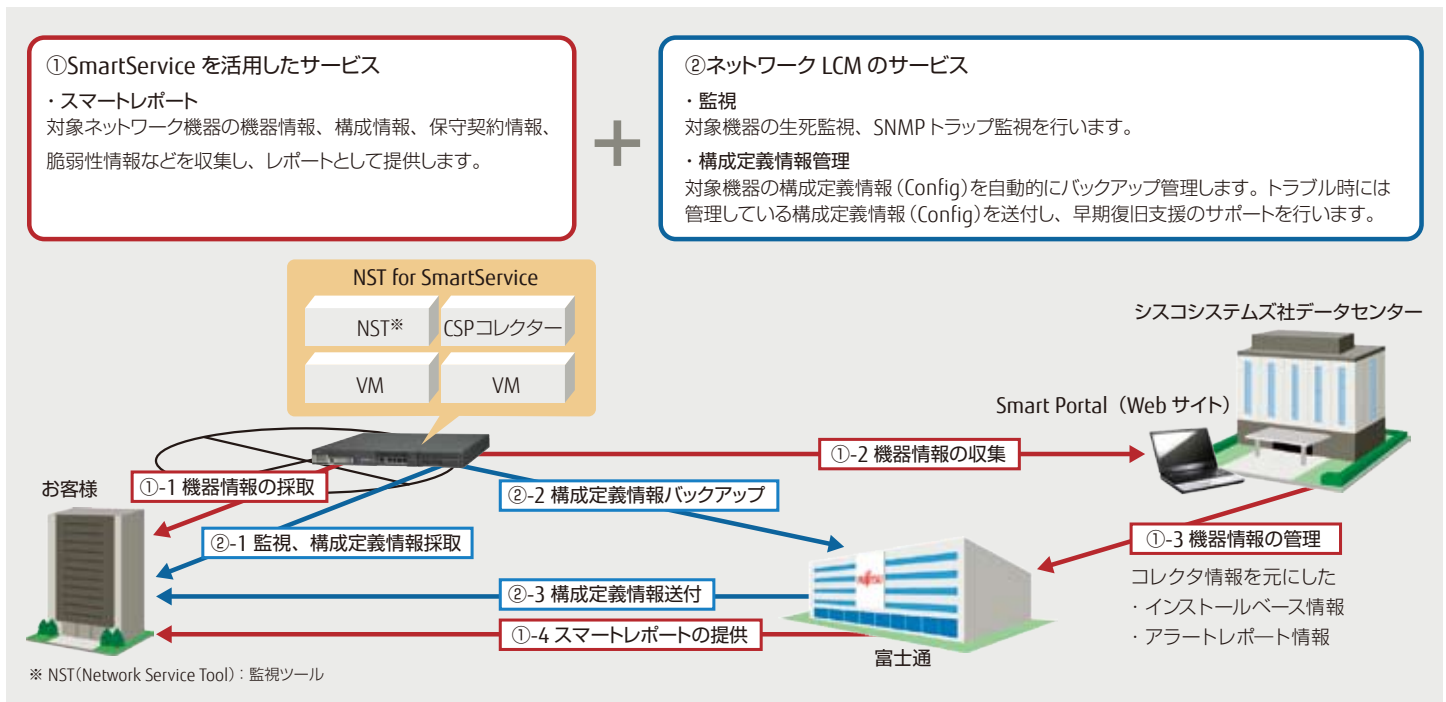 ①SmartService を活用したサービス
・スマートレポート
対象ネットワーク機器の機器情報、構成情報、保守契約情報、
脆弱性情報などを収集し、レポートとして提供します。
＋
②ネットワーク LCM のサービス
・監視
対象機器の生死監視、SNMPトラップ監視を行います。
・構成定義情報管理
対象機器の構成定義情報（Config）を自動的にバックアップ管理します。トラブル時には
管理している構成定義情報（Config）を送付し、早期復旧支援のサポートを行います。
NST for SmartService
NST※
CSPコレクター
VM
VM
シスコシステムズ社データセンター
Smart Portal（Web サイト）
①-2 機器情報の収集
お客様
①-1 機器情報の採取
②-2 構成定義情報バックアップ
②-1 監視、構成定義情報採取
①-3 機器情報の管理
コレクタ情報を元にした
・インストールベース情報
・アラートレポート情報
FUJITSU
②-3 構成定義情報送付
①-4 スマートレポートの提供
富士通
※ NST（Network Service Tool）：監視ツール